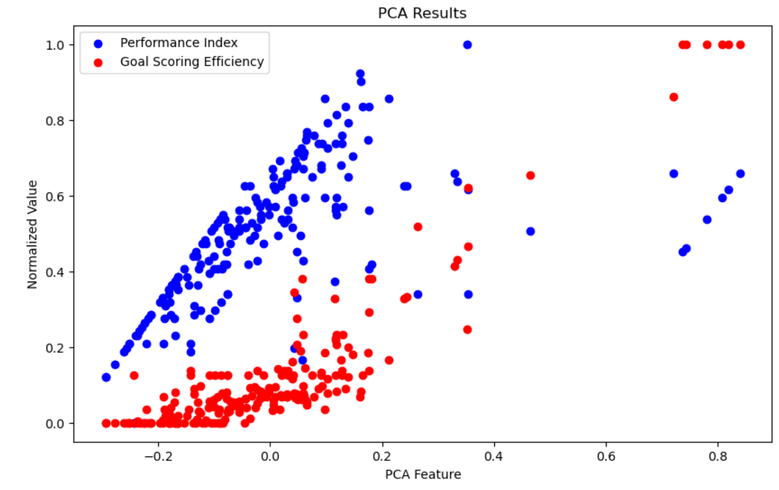 PCA Results
Performance Index
Goal Scoring Efficiency
1.0
0.8
0.6
0.4
0.2
0.0
Normalized Value
−0.2 0.0 0.2 0.4 0.6 0.8
PCA Feature